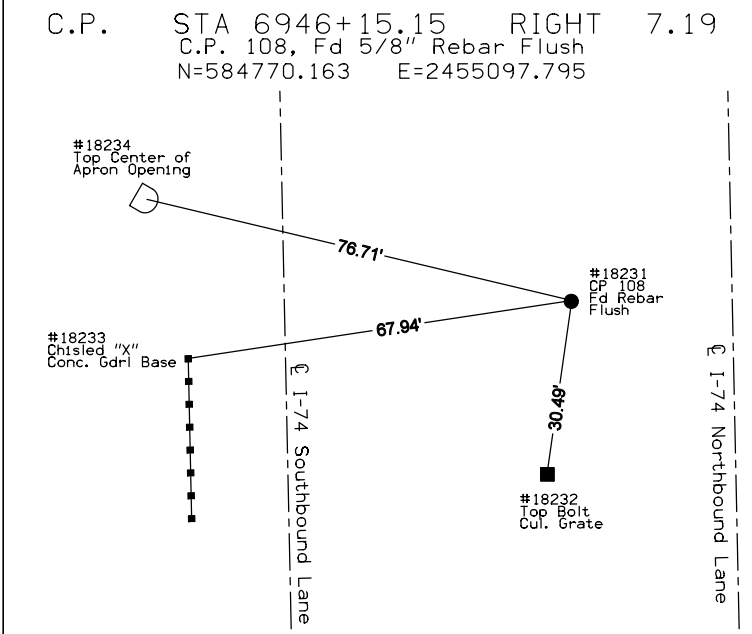 C.P. STA 6946+15.15 RIGHT 7.19
C.P. 108, Fd 5/8" Rebar Flush
N=584770.163 E=2455097.795
#18234
Top Center of
Apron Opening
76.71'
#18231
CP 108
Fd Rebar
Flush
67.94'
#18233
Chisled "X"
Conc. Gdrl Base
30.49'
℄ I-74 Southbound Lane
℄ I-74 Northbound Lane
#18232
Top Bolt
Cul. Grate